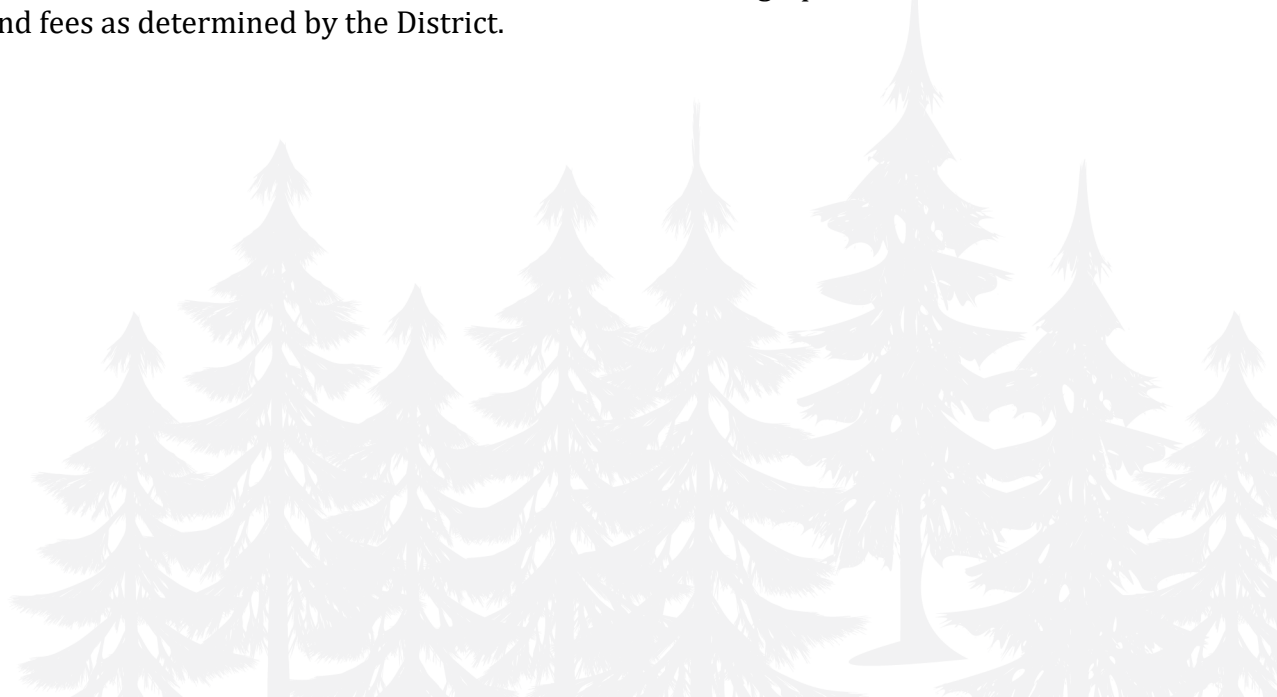 nd fees as determined by the District.